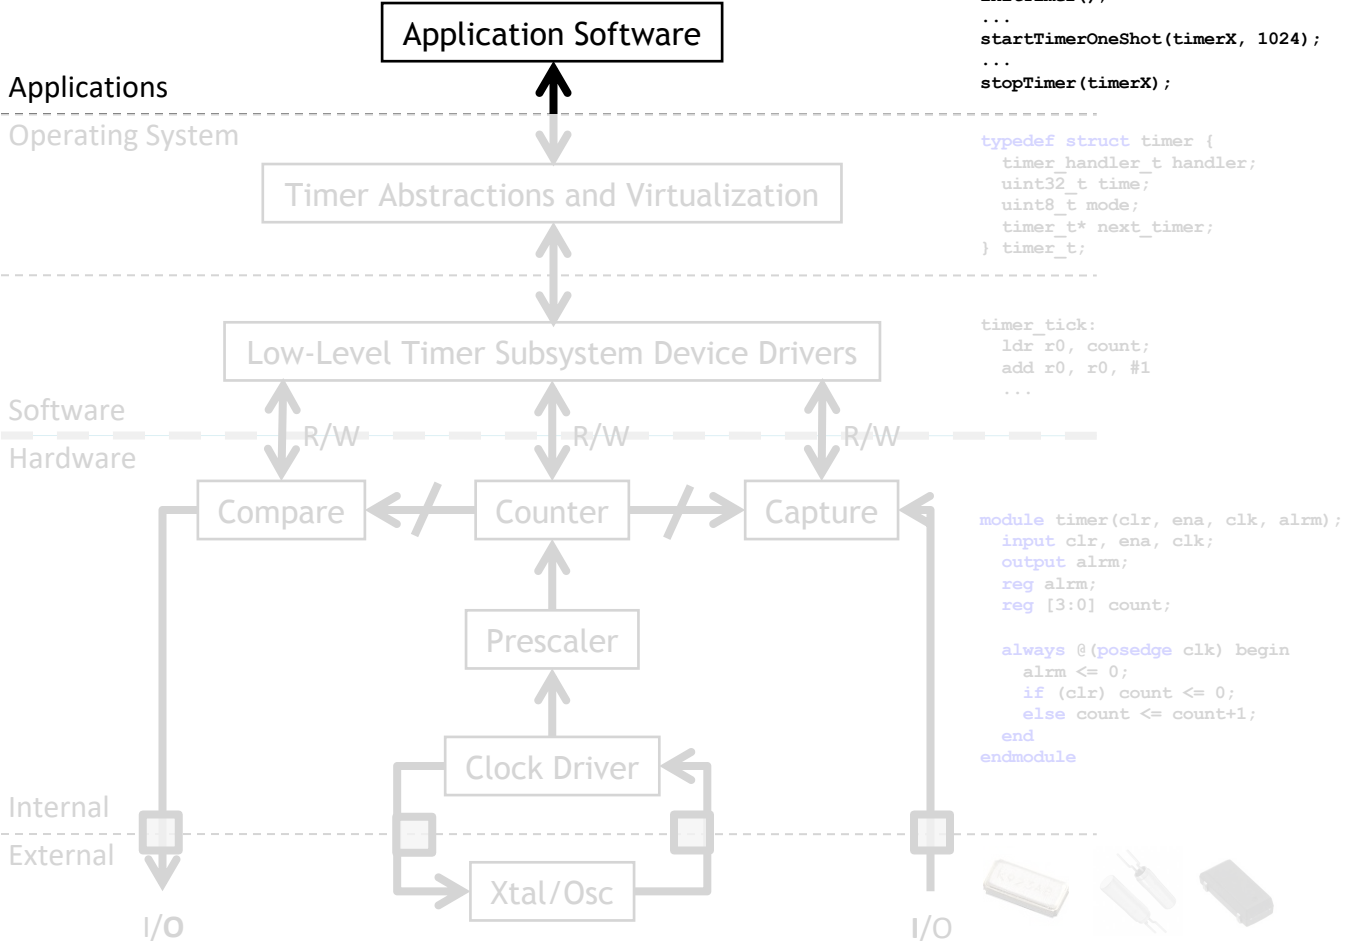 Application Software
Applications
Operating System
Timer Abstractions and Virtualization
Low-Level Timer Subsystem Device Drivers
Software
R/W
R/W
R/W
Hardware
Compare
Counter
Capture
Prescaler
Clock Driver
Internal
External
Xtal/Osc
I/O
I/O
...
startTimerOneShot(timerX, 1024);
...
stopTimer(timerX);
typedef struct timer {
timer_handler_t handler;
uint32_t time;
uint8_t mode;
timer_t* next_timer;
} timer_t;
timer_tick:
ldr r0, count;
add r0, r0, #1
...
module timer(clr, ena, clk, alrm);
input clr, ena, clk;
output alrm;
reg alrm;
reg [3:0] count;
always @(posedge clk) begin
alrm <= 0;
if (clr) count <= 0;
else count <= count+1;
end
endmodule